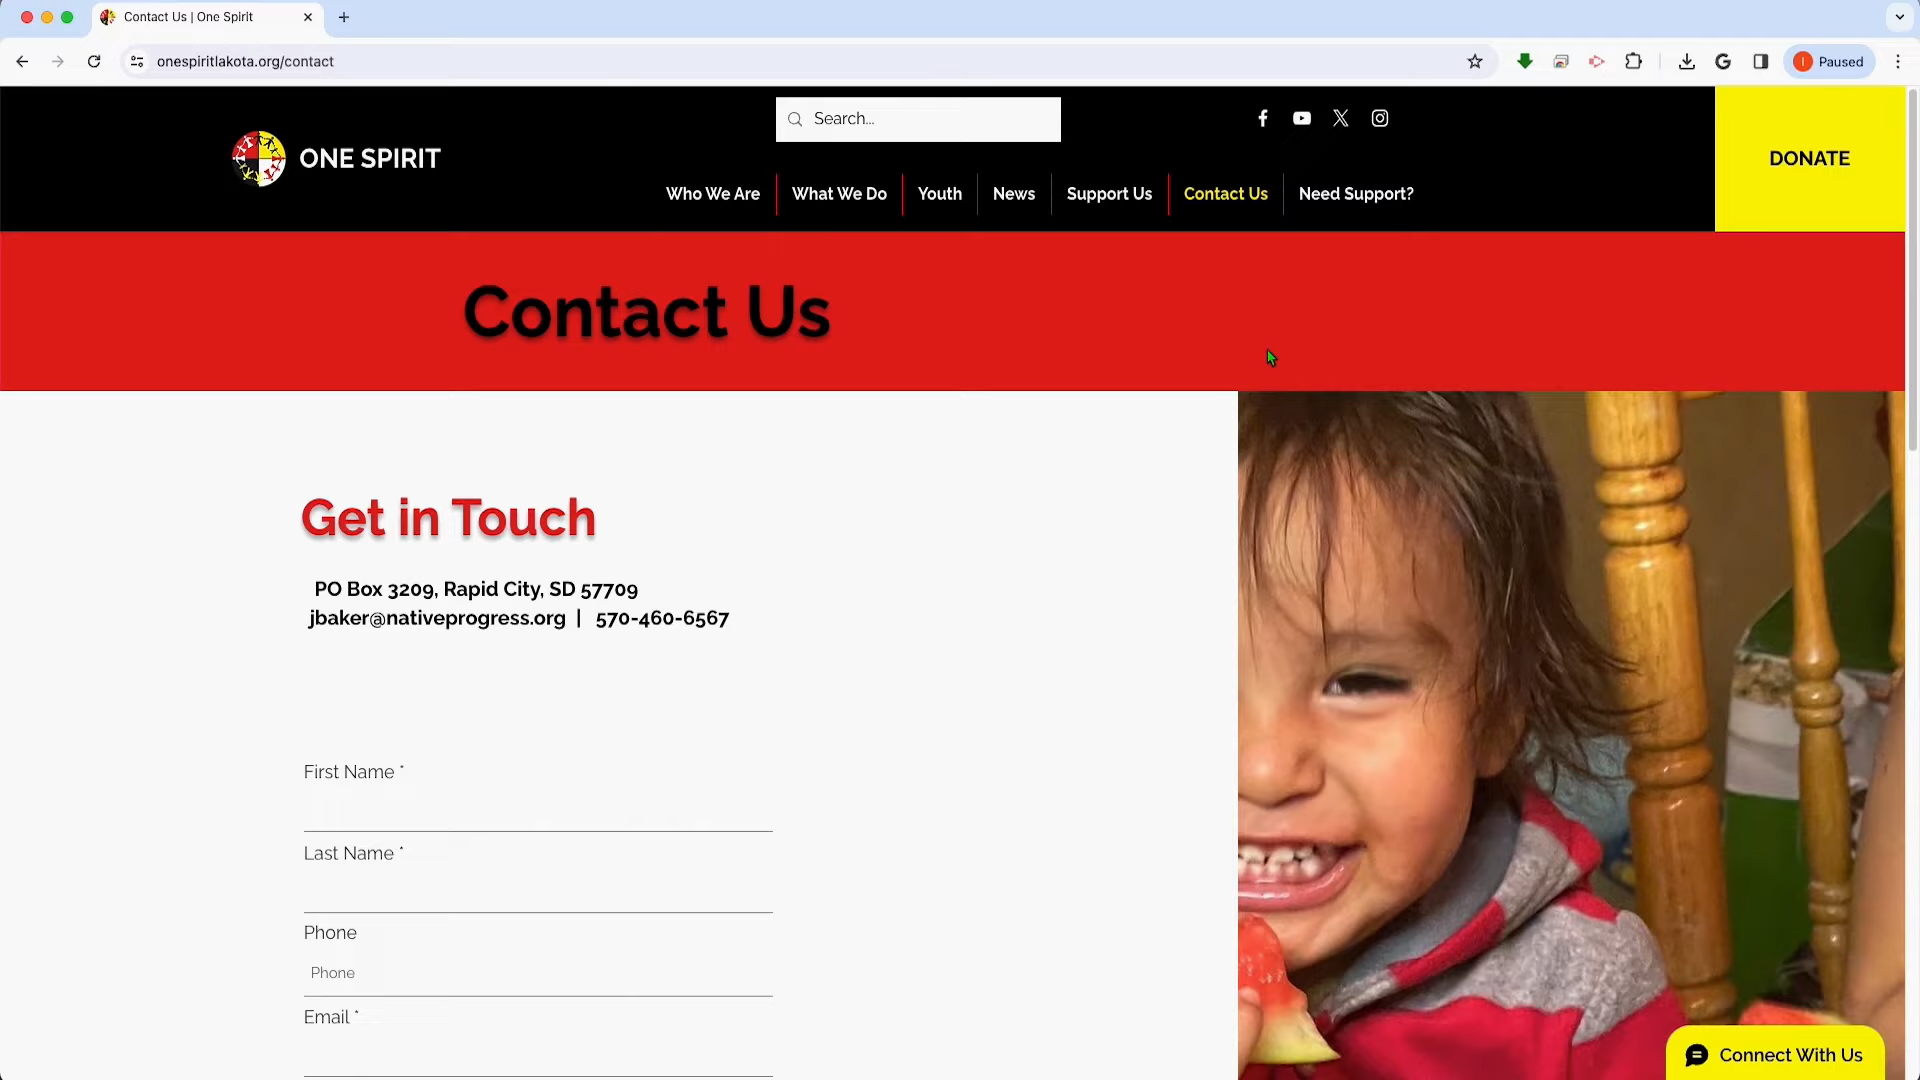 Contact Us | One Spirit
onespiritlakota.org/contact
Paused
Search...
ONE SPIRIT
DONATE
Who We Are
What We Do
Youth
News
Support Us
Contact Us
Need Support?
Contact Us
Get in Touch
PO Box 3209, Rapid City, SD 57709
jbaker@nativeprogress.org | 570-460-6567
First Name *
Last Name *
Phone
Phone
Email *
Connect With Us